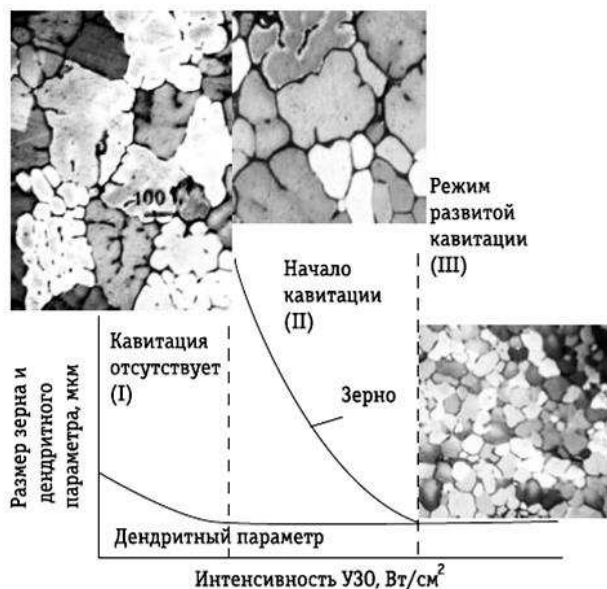 100
Режим
развитой
кавитации
(III)
Начало
кавитации
(II)
Кавитация
отсутствует
(I)
Зерно
Размер зерна и
дендритного
параметра, мкм
Дендритный параметр
Интенсивность УЗО, Вт/см²